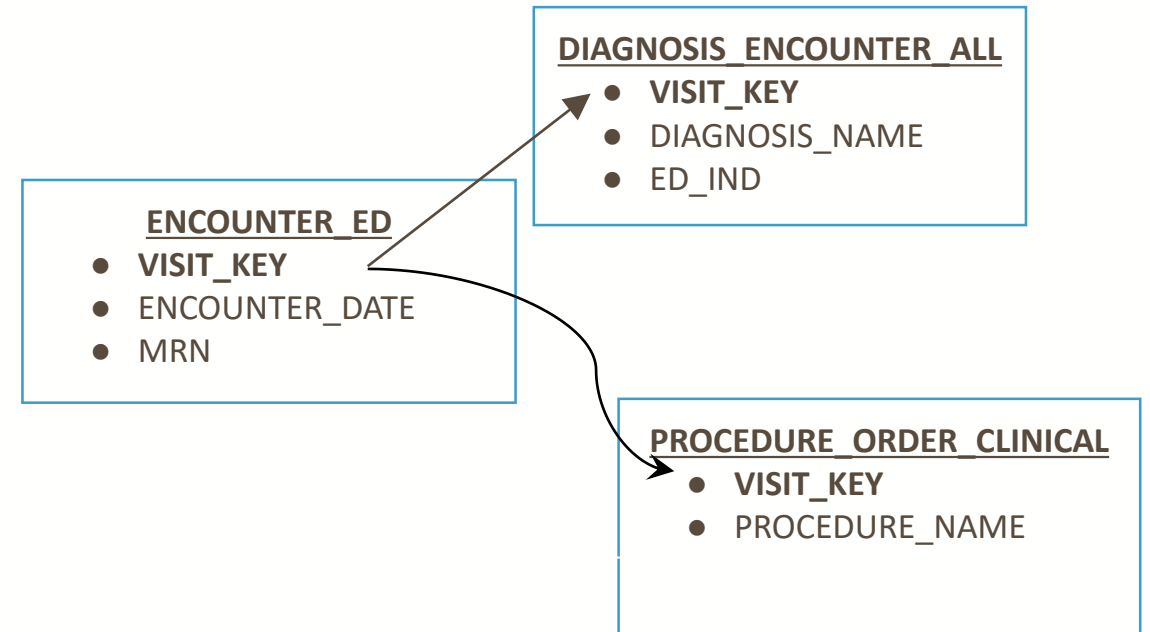 DIAGNOSIS_ENCOUNTER_ALL
● VISIT_KEY
● DIAGNOSIS_NAME
● ED_IND
ENCOUNTER_ED
● VISIT_KEY
● ENCOUNTER_DATE
● MRN
PROCEDURE_ORDER_CLINICAL
● VISIT_KEY
● PROCEDURE_NAME